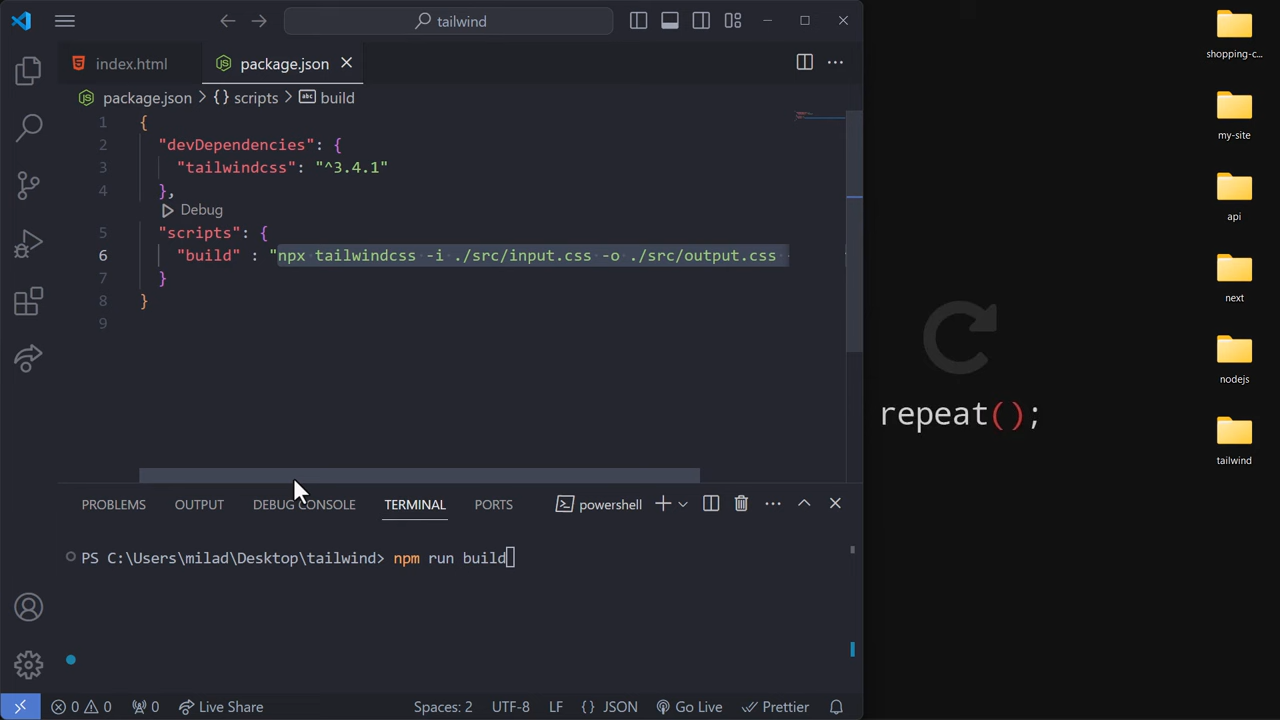 tailwind
index.html
package.json
package.json > {} scripts > abc build
1 {
2 "devDependencies": {
3 "tailwindcss": "^3.4.1"
4 },
Debug
5 "scripts": {
6 "build" : "npx tailwindcss -i ./src/input.css -o ./src/output.css
7 }
8 }
9
PROBLEMS OUTPUT DEBUG CONSOLE TERMINAL PORTS powershell
PS C:\Users\milad\Desktop\tailwind> npm run build
0 0 0 Live Share Spaces: 2 UTF-8 LF {} JSON Go Live Prettier
repeat();
shopping-c...
my-site
api
next
nodejs
tailwind